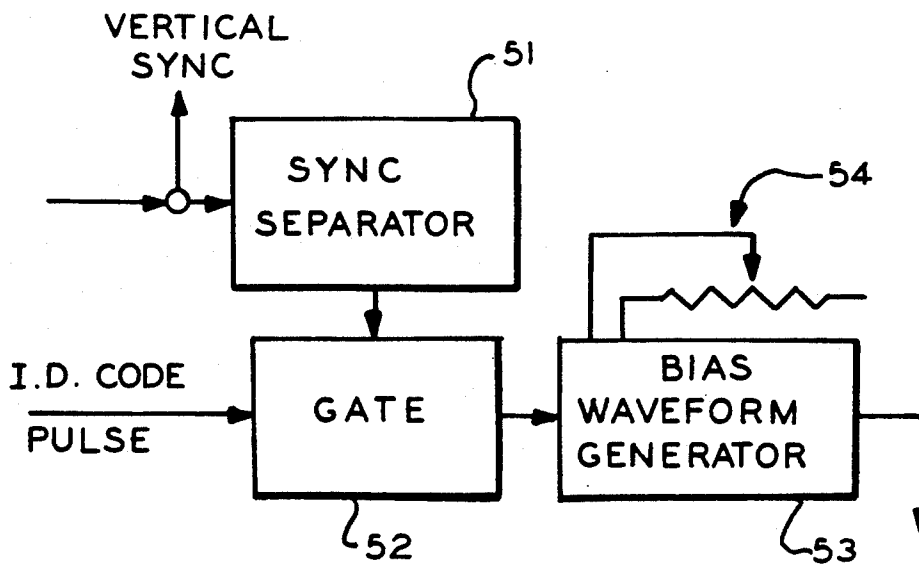 VERTICAL
SYNC
51
SYNC
SEPARATOR
54
I.D. CODE
PULSE
GATE
BIAS
WAVEFORM
GENERATOR
52
53